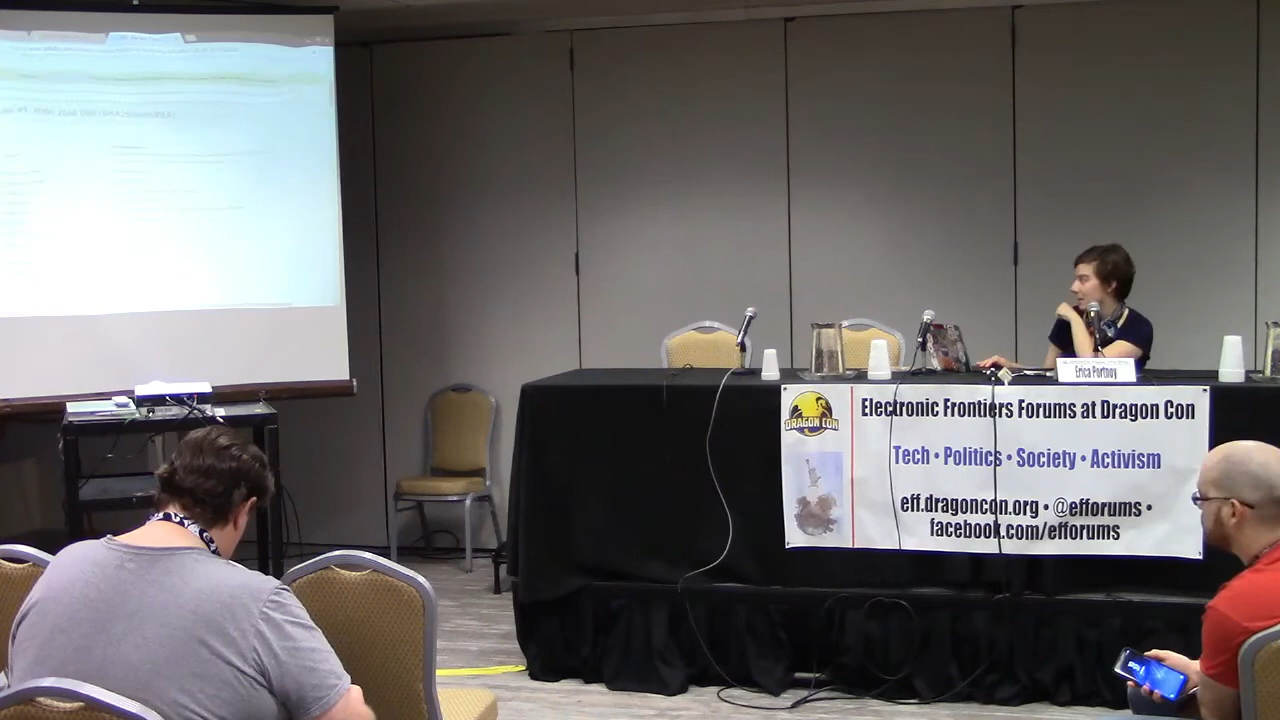 Erica Portnoy
DRAGON CON
Electronic Frontiers Forums at Dragon Con
Tech • Politics • Society • Activism
eff.dragoncon.org • @efforums •
facebook.com/efforums